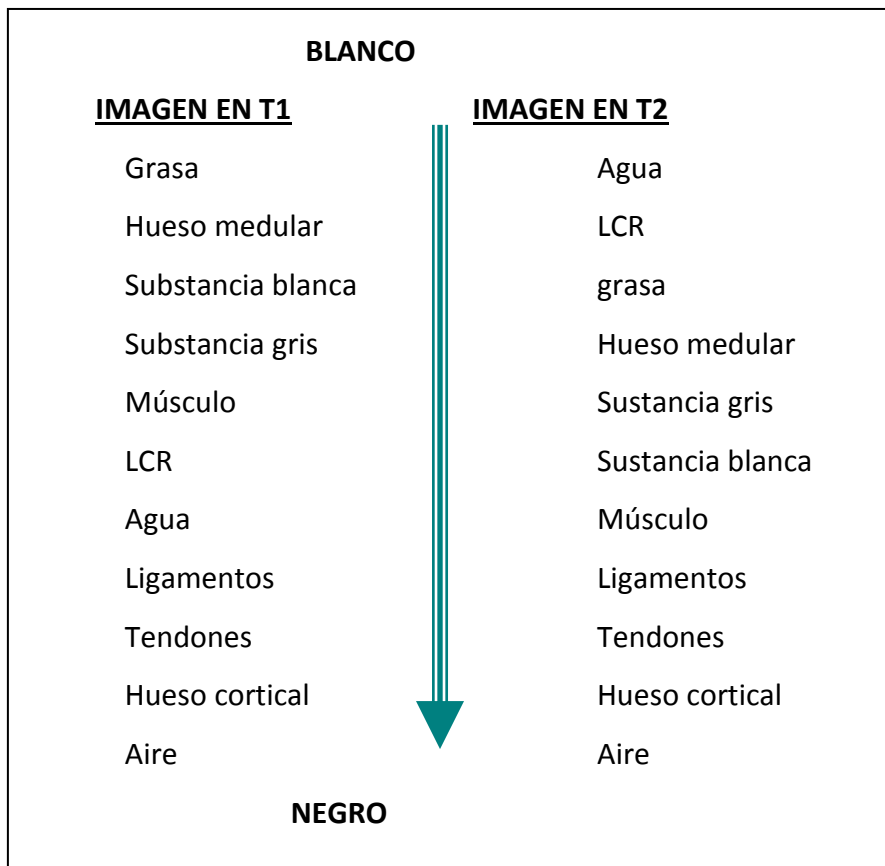 BLANCO
IMAGEN EN T1 IMAGEN EN T2
Grasa Agua
Hueso medular LCR
Substancia blanca grasa
Substancia gris Hueso medular
Músculo Sustancia gris
LCR Sustancia blanca
Agua Músculo
Ligamentos Ligamentos
Tendones Tendones
Hueso cortical Hueso cortical
Aire Aire
NEGRO